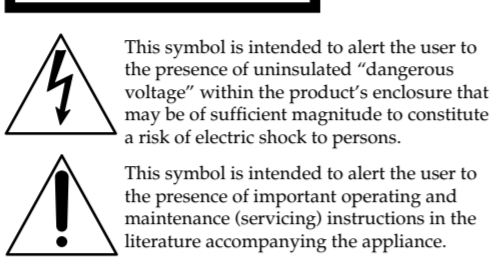 This symbol is intended to alert the user to
the presence of uninsulated “dangerous
voltage” within the product’s enclosure that
may be of sufficient magnitude to constitute
a risk of electric shock to persons.
This symbol is intended to alert the user to
the presence of important operating and
maintenance (servicing) instructions in the
literature accompanying the appliance.